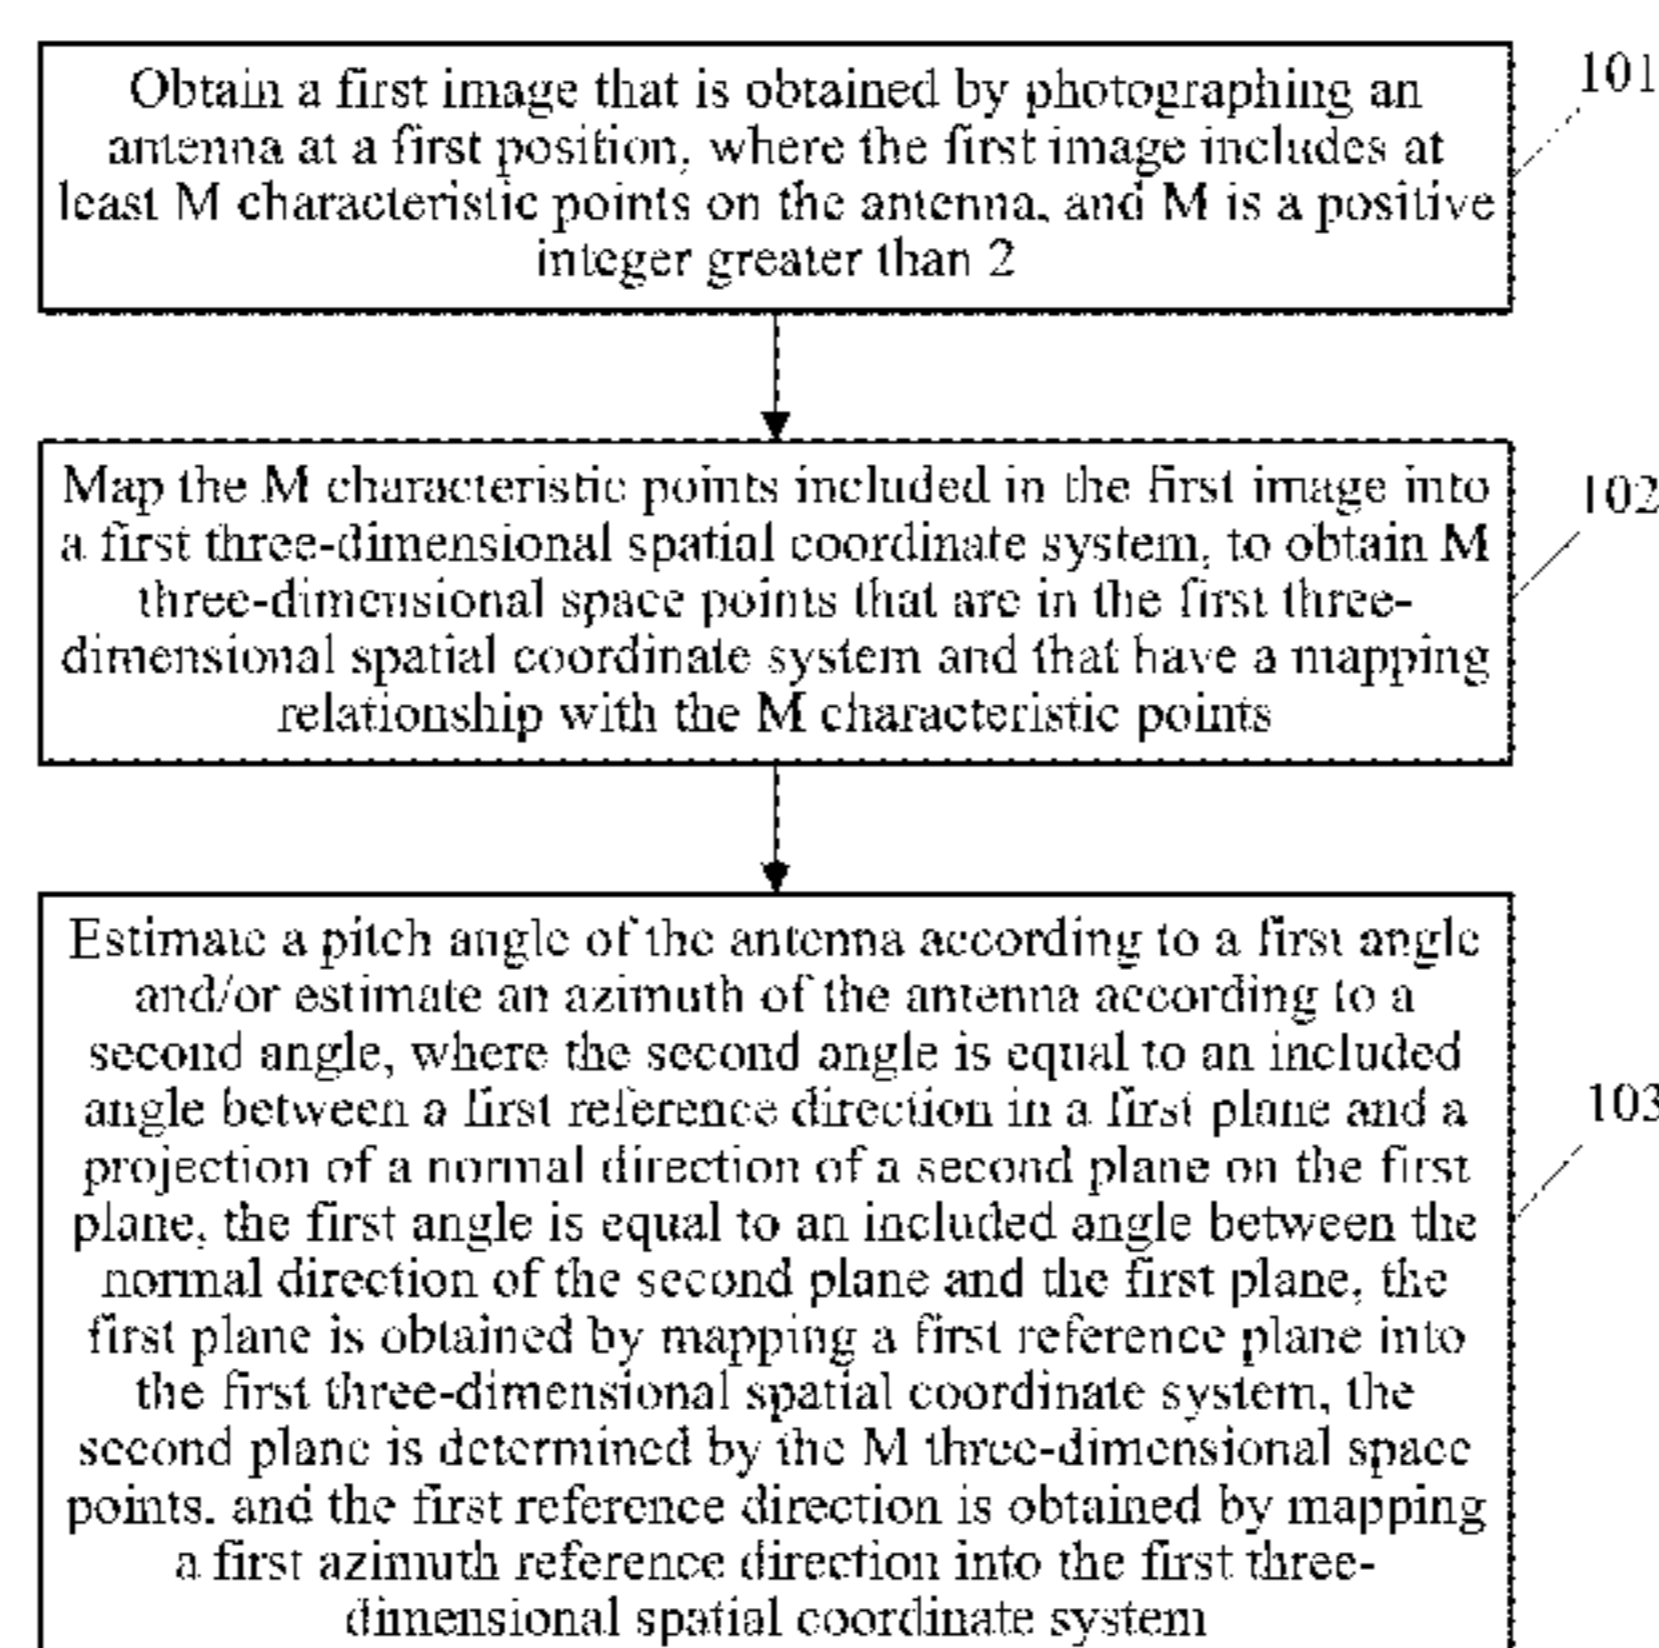 Obtain a first image that is obtained by photographing an
antenna at a first position, where the first image includes at
least M characteristic points on the antenna, and M is a positive
integer greater than 2
101
Map the M characteristic points included in the first image into
a first three-dimensional spatial coordinate system, to obtain M
three-dimensional space points that are in the first three-
dimensional spatial coordinate system and that have a mapping
relationship with the M characteristic points
102
Estimate a pitch angle of the antenna according to a first angle
and/or estimate an azimuth of the antenna according to a
second angle, where the second angle is equal to an included
angle between a first reference direction in a first plane and a
projection of a normal direction of a second plane on the first
plane, the first angle is equal to an included angle between the
normal direction of the second plane and the first plane, the
first plane is obtained by mapping a first reference plane into
the first three-dimensional spatial coordinate system, the
second plane is determined by the M three-dimensional space
points, and the first reference direction is obtained by mapping
a first azimuth reference direction into the first three-
dimensional spatial coordinate system
103